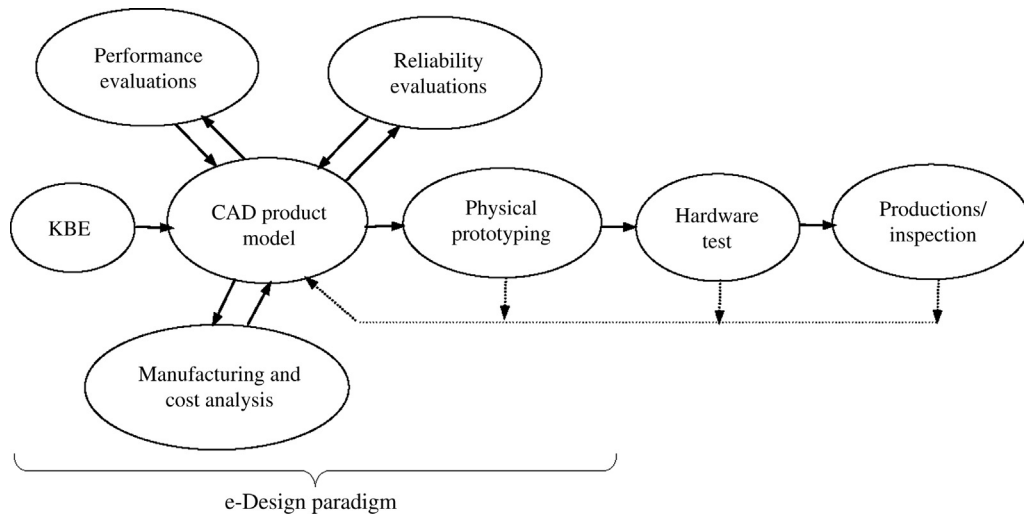 Performance
evaluations
Reliability
evaluations
KBE
CAD product
model
Physical
prototyping
Hardware
test
Productions/
inspection
Manufacturing and
cost analysis
e-Design paradigm